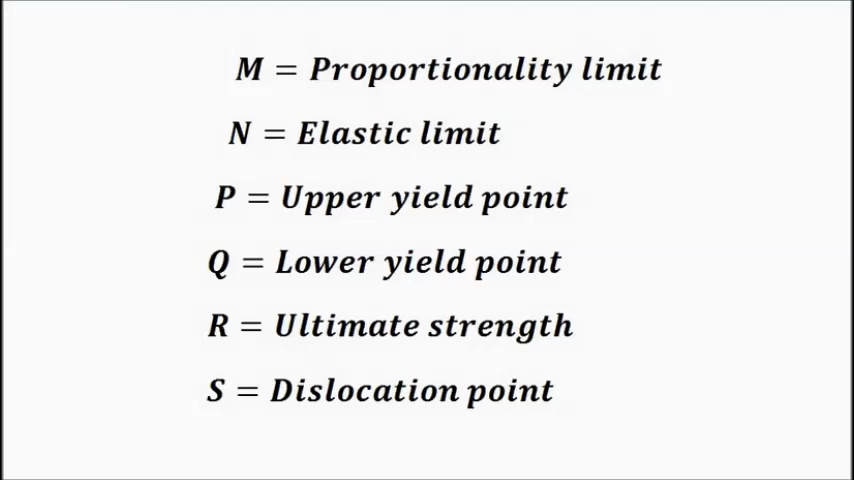 M = Proportionality limit
N = Elastic limit
P = Upper yield point
Q = Lower yield point
R = Ultimate strength
S = Dislocation point